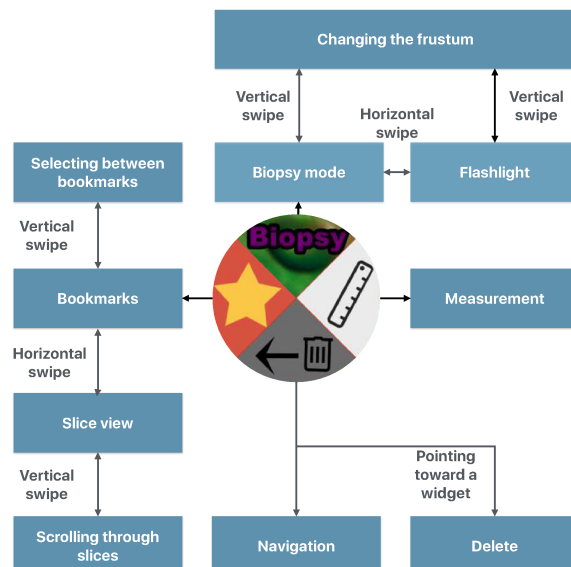 Changing the frustum
Vertical
swipe
Horizontal
swipe
Vertical
swipe
Selecting between
bookmarks
Biopsy mode
Flashlight
Vertical
swipe
Biopsy
Bookmarks
Measurement
Horizontal
swipe
Slice view
Vertical
swipe
Pointing
toward a
widget
Scrolling through
slices
Navigation
Delete